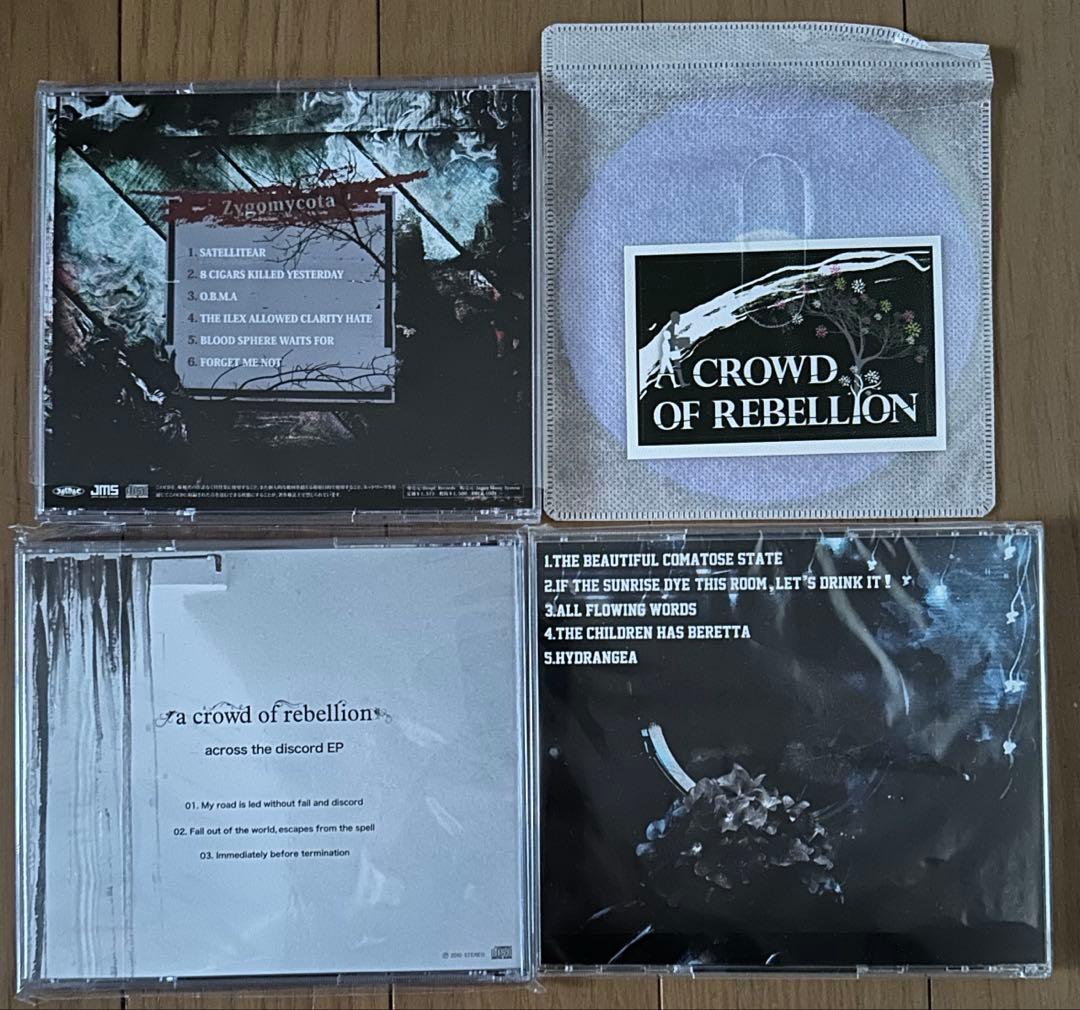 Zygomycota
1. SATELLITEAR
2. 8 CIGARS KILLED YESTERDAY
3. O.B.M.A
4. THE ILEX ALLOWED CLARITY HATE
5. BLOOD SPHERE WAITS FOR
6. FORGET ME NOT
JMS
A CROWD
OF REBELLION
a crowd of rebellion
across the discord EP
01. My road is led without fail and discord
02. Fall out of the world, escapes from the spell
03. Immediately before termination
℗ 2010 STEREO
1.THE BEAUTIFUL COMATOSE STATE
2.IF THE SUNRISE DYE THIS ROOM,LET'S DRINK IT!
3.ALL FLOWING WORDS
4.THE CHILDREN HAS BERETTA
5.HYDRANGEA